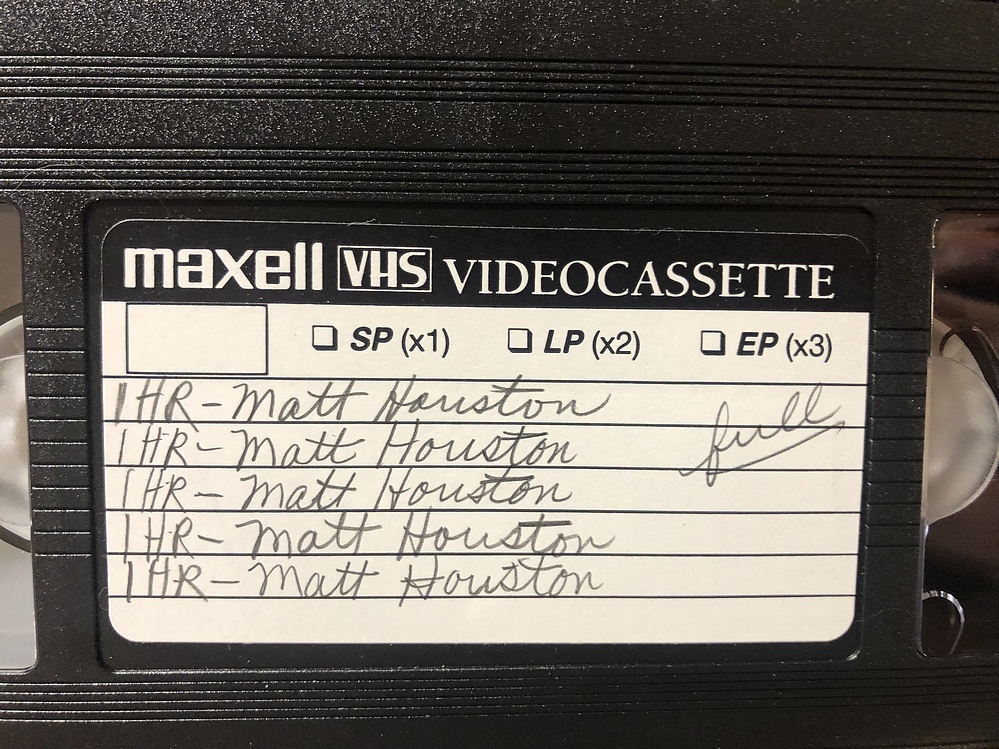 maxell VHS VIDEOCASSETTE
SP (x1) LP (x2) EP (x3)
1HR - Matt Houston
1HR - Matt Houston full
1HR - Matt Houston
1HR - Matt Houston
1HR - Matt Houston